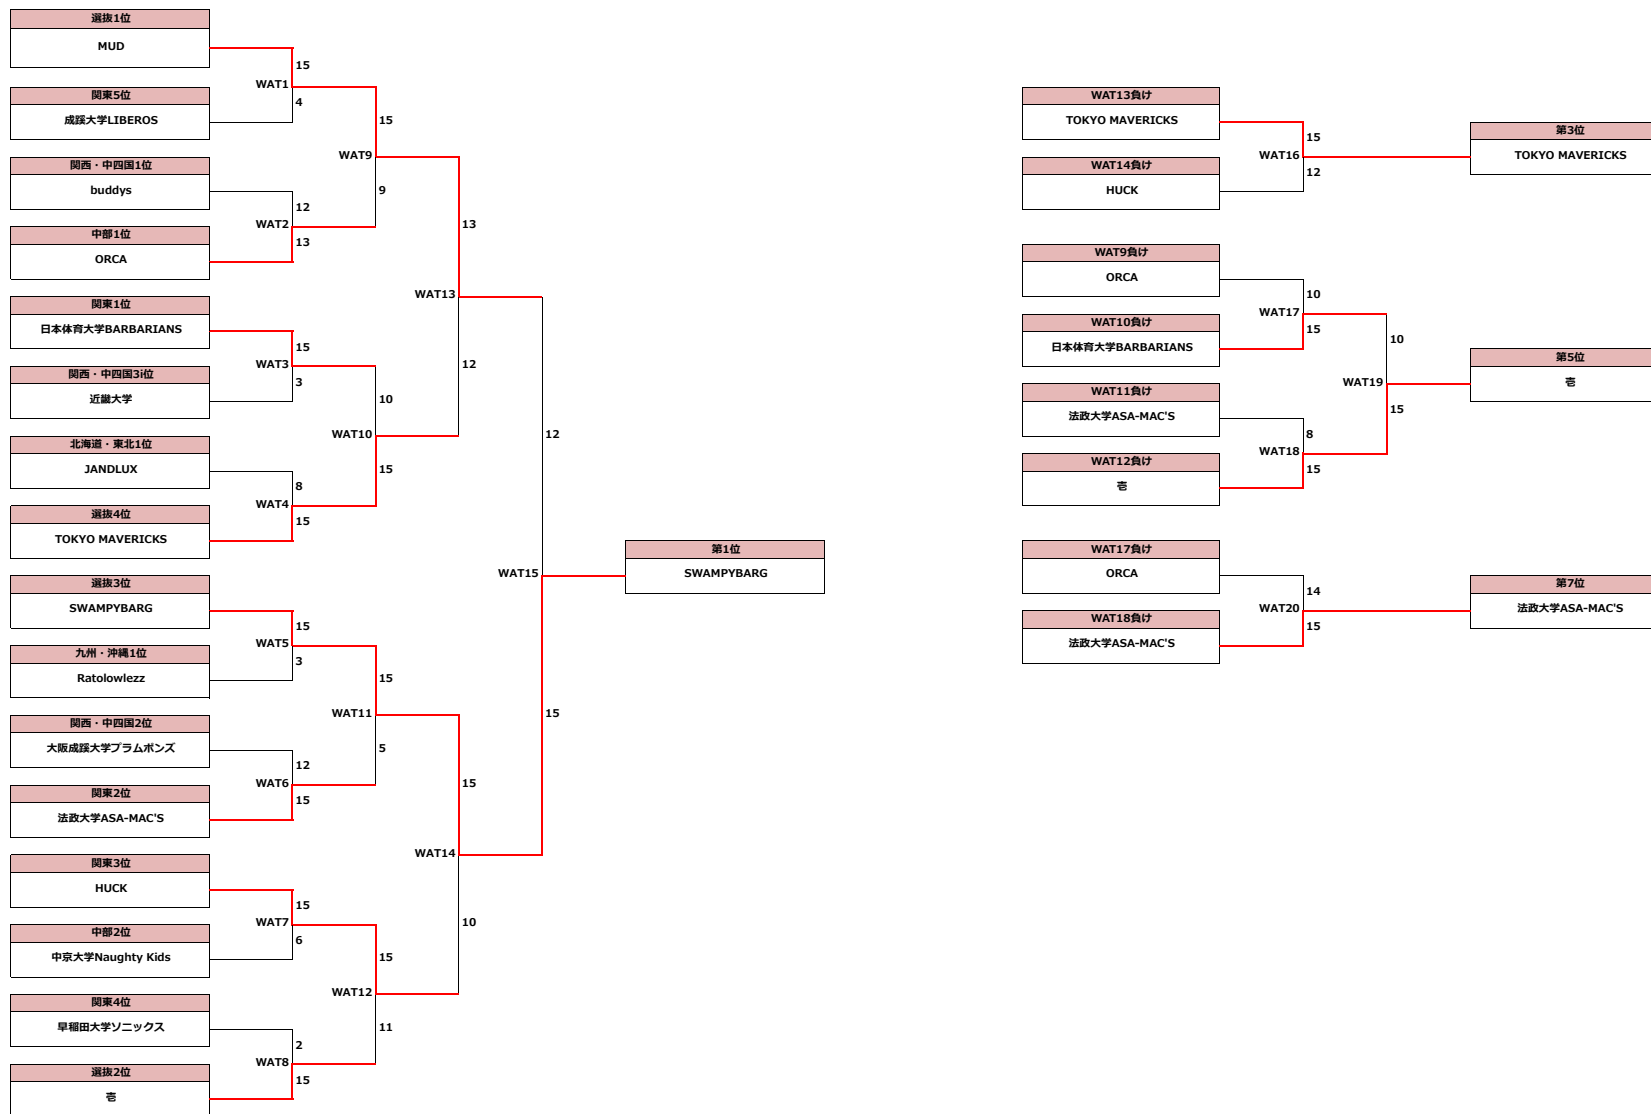 選抜1位
MUD
15
WAT1
4
関東5位
成蹊大学LIBEROS
15
WAT9
9
関西・中四国1位
buddys
12
WAT2
13
中部1位
ORCA
13
WAT13
12
関東1位
日本体育大学BARBARIANS
15
WAT3
3
関西・中四国3i位
近畿大学
10
WAT10
15
北海道・東北1位
JANDLUX
8
WAT4
15
選抜4位
TOKYO MAVERICKS
12
WAT15
15
第1位
SWAMPYBARG
選抜3位
SWAMPYBARG
15
WAT5
3
九州・沖縄1位
Ratolowlezz
15
WAT11
5
関西・中四国2位
大阪成蹊大学プラムポンズ
12
WAT6
15
関東2位
法政大学ASA-MAC'S
15
WAT14
10
関東3位
HUCK
15
WAT7
6
中部2位
中京大学Naughty Kids
15
WAT12
11
関東4位
早稲田大学ソニックス
2
WAT8
15
選抜2位
壱
WAT13負け
TOKYO MAVERICKS
15
WAT16
12
WAT14負け
HUCK
第3位
TOKYO MAVERICKS
WAT9負け
ORCA
10
WAT17
15
WAT10負け
日本体育大学BARBARIANS
10
WAT19
15
第5位
壱
WAT11負け
法政大学ASA-MAC'S
8
WAT18
15
WAT12負け
壱
WAT17負け
ORCA
14
WAT20
15
WAT18負け
法政大学ASA-MAC'S
第7位
法政大学ASA-MAC'S